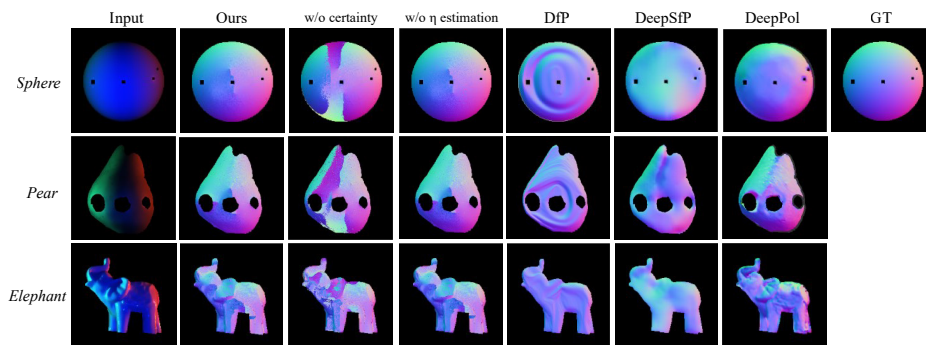 Input Ours w/o certainty w/o η estimation DfP DeepSfP DeepPol GT
Sphere
Pear
Elephant